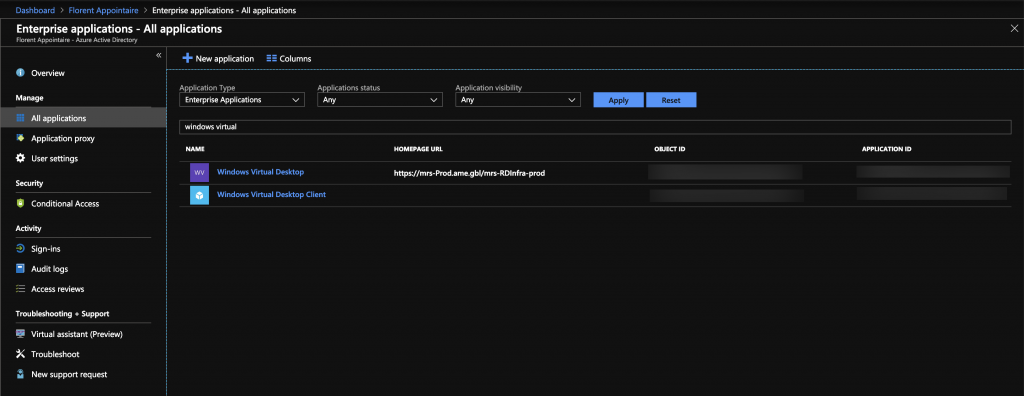 Dashboard > Florent Appointaire > Enterprise applications - All applications
Enterprise applications - All applications
Florent Appointaire - Azure Active Directory
«
Overview
Manage
All applications
Application proxy
User settings
Security
Conditional Access
Activity
Sign-ins
Audit logs
Access reviews
Troubleshooting + Support
Virtual assistant (Preview)
Troubleshoot
New support request
New application Columns
Application Type Applications status Application visibility
Enterprise Applications Any Any Apply Reset
windows virtual
NAME HOMEPAGE URL OBJECT ID APPLICATION ID
WV Windows Virtual Desktop https://mrs-Prod.ame.gbl/mrs-RDInfra-prod
Windows Virtual Desktop Client